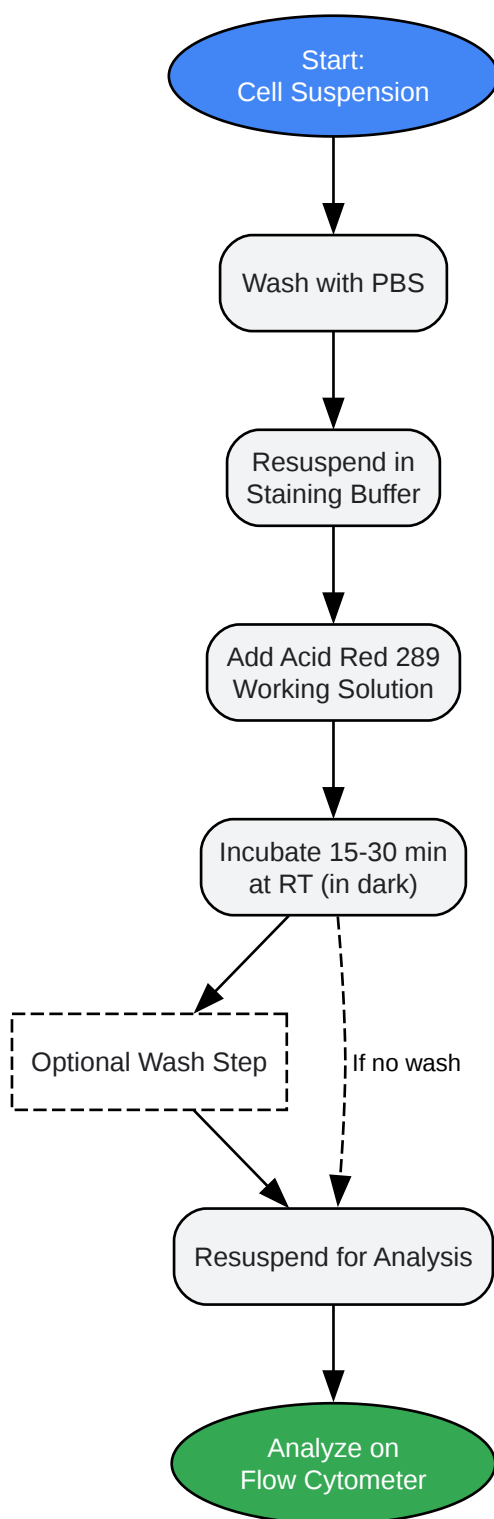 Start:
Cell Suspension
Wash with PBS
Resuspend in
Staining Buffer
Add Acid Red 289
Working Solution
Incubate 15-30 min
at RT (in dark)
Optional Wash Step
If no wash
Resuspend for Analysis
Analyze on
Flow Cytometer